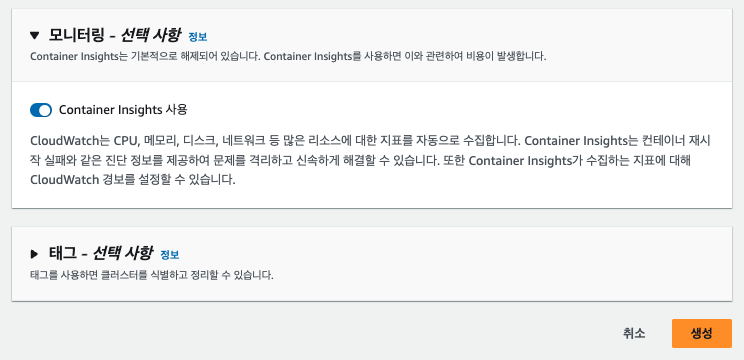 모니터링 - 선택 사항 정보
Container Insights는 기본적으로 해제되어 있습니다. Container Insights를 사용하면 이와 관련하여 비용이 발생합니다.
Container Insights 사용
CloudWatch는 CPU, 메모리, 디스크, 네트워크 등 많은 리소스에 대한 지표를 자동으로 수집합니다. Container Insights는 컨테이너 재시
작 실패와 같은 진단 정보를 제공하여 문제를 격리하고 신속하게 해결할 수 있습니다. 또한 Container Insights가 수집하는 지표에 대해
CloudWatch 경보를 설정할 수 있습니다.
태그 - 선택 사항 정보
태그를 사용하면 클러스터를 식별하고 정리할 수 있습니다.
취소 생성